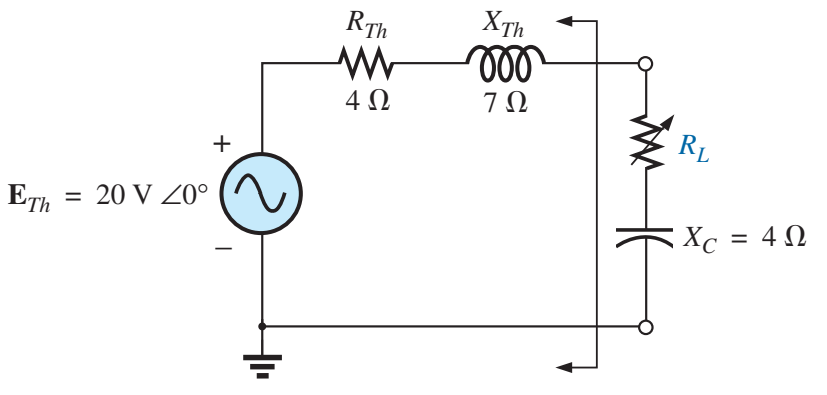 R_Th
4 Ω
X_Th
7 Ω
+
E_Th = 20 V ∠0°
−
R_L
X_C = 4 Ω